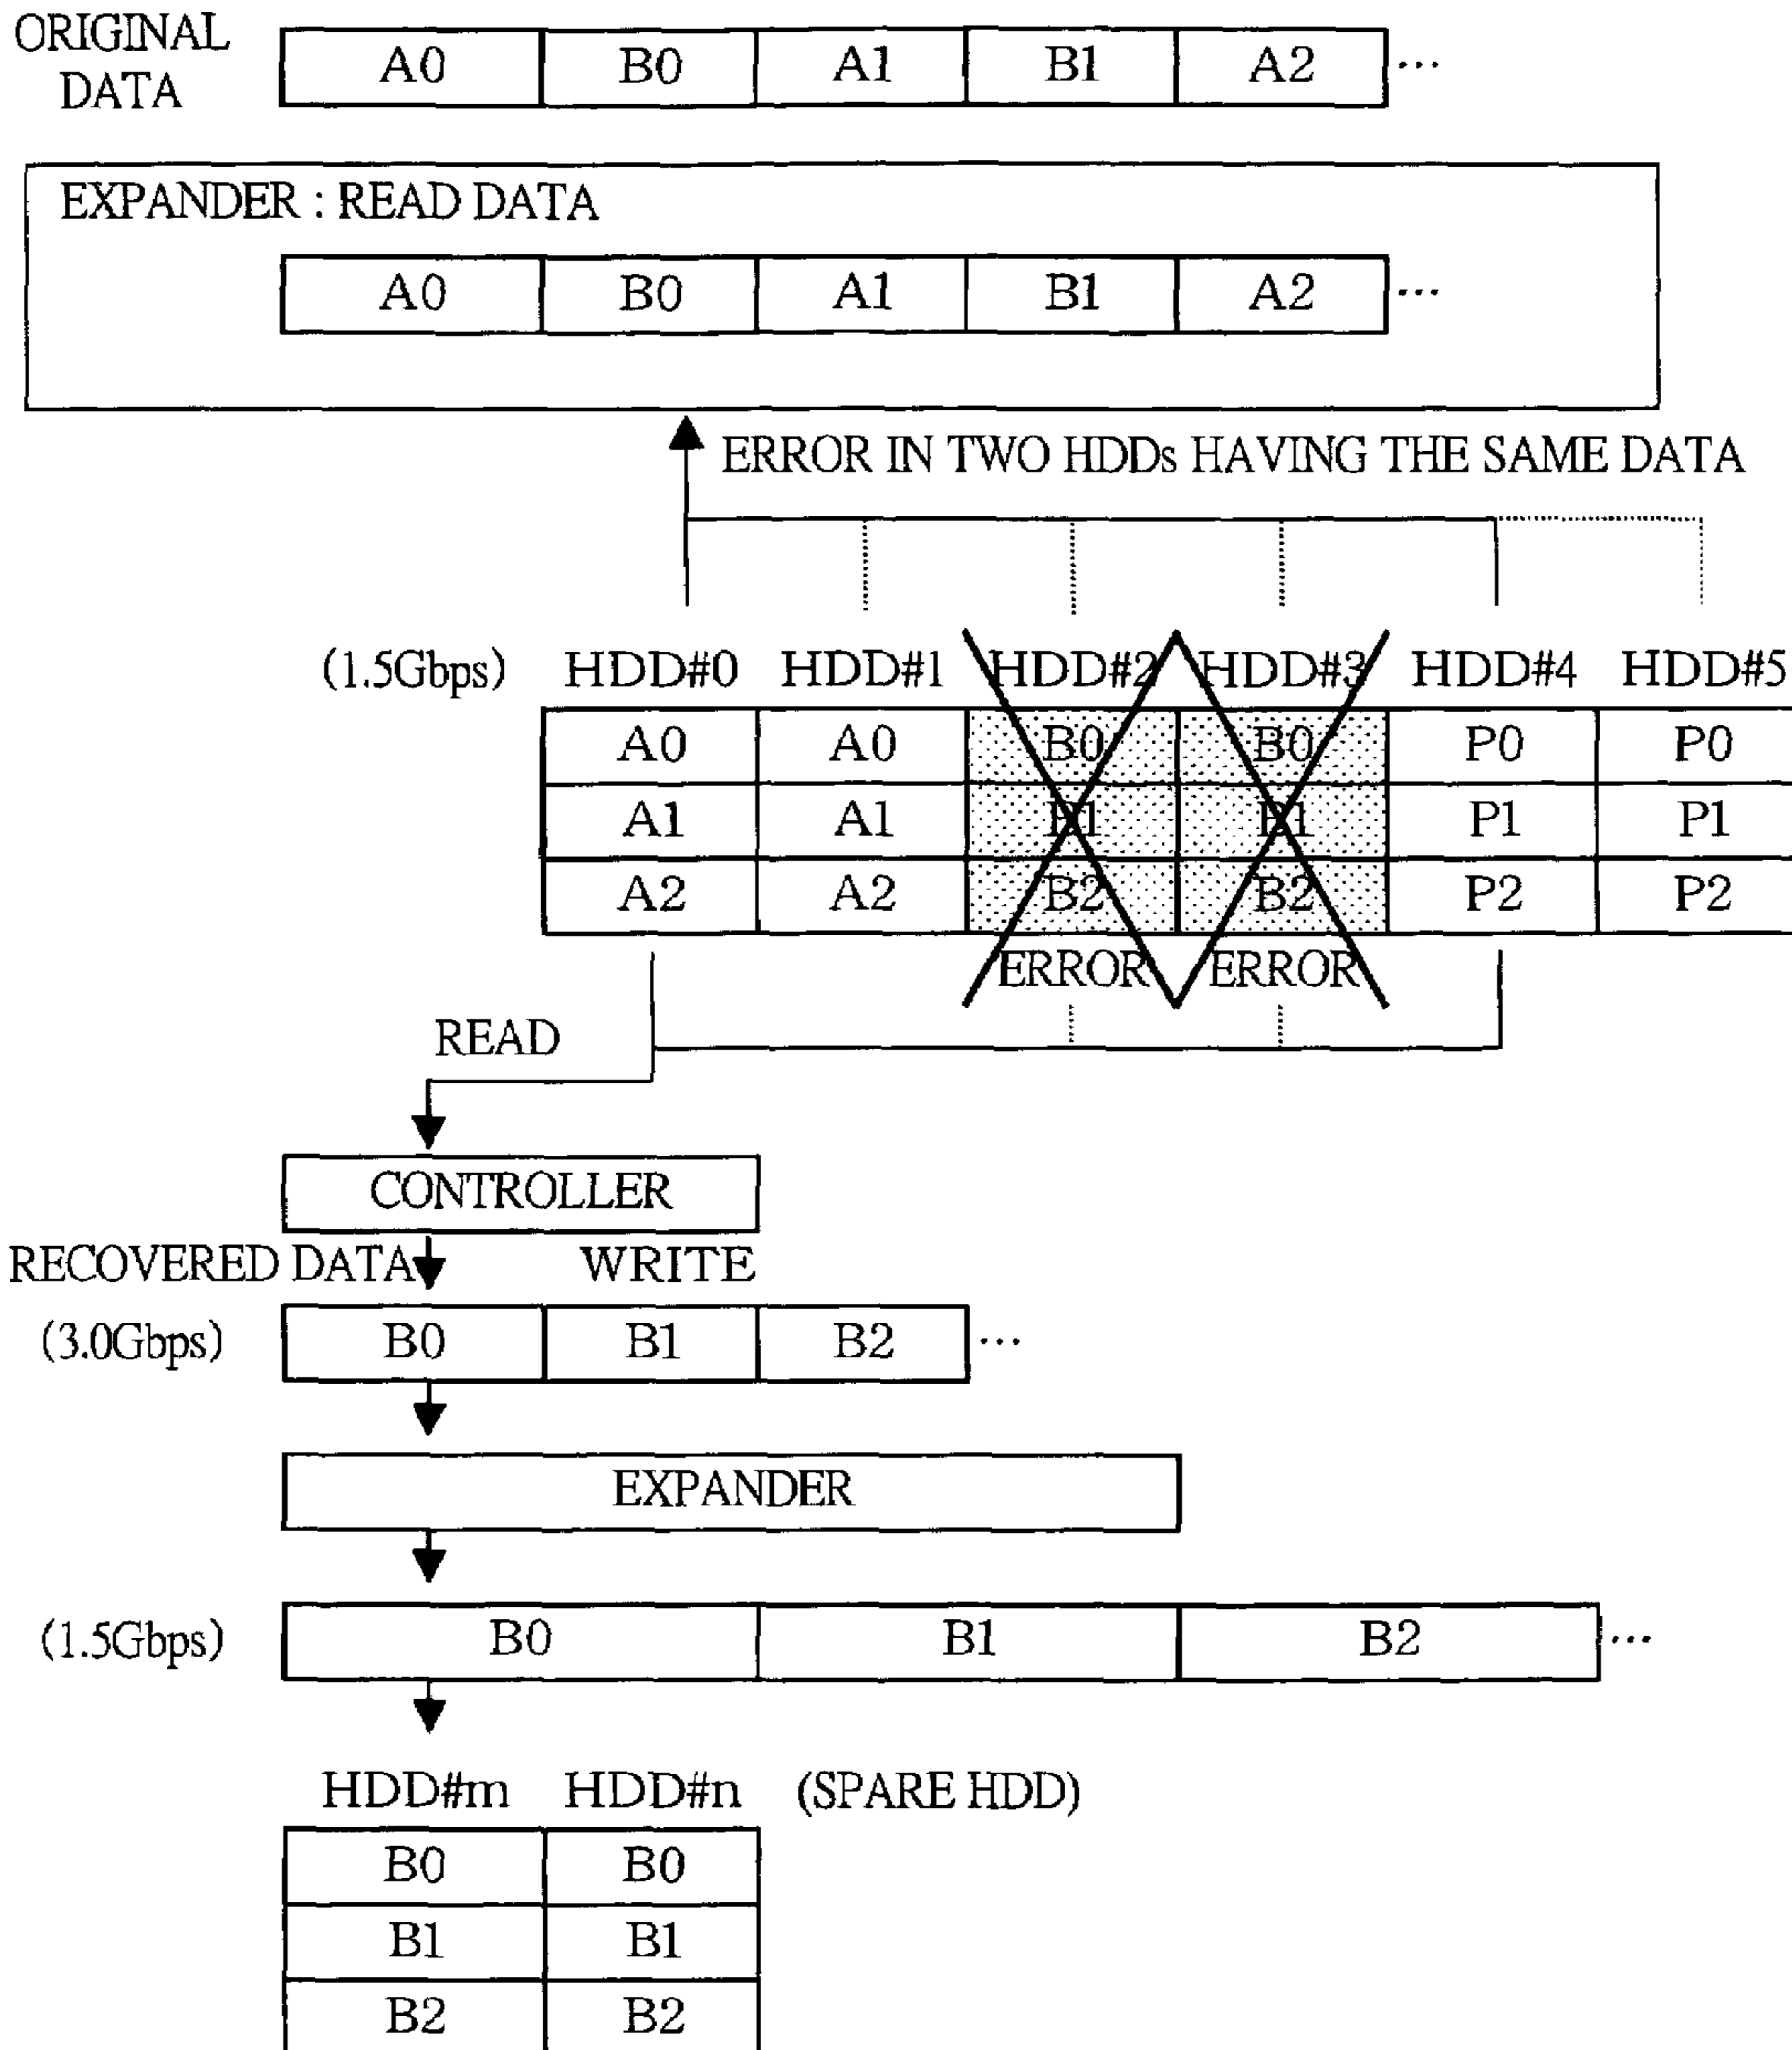 ORIGINAL DATA
A0 B0 A1 B1 A2 ...
EXPANDER : READ DATA
A0 B0 A1 B1 A2 ...
ERROR IN TWO HDDs HAVING THE SAME DATA
(1.5Gbps) HDD#0 HDD#1 HDD#2 HDD#3 HDD#4 HDD#5
A0 A0 B0 B0 P0 P0
A1 A1 B1 B1 P1 P1
A2 A2 B2 B2 P2 P2
ERROR ERROR
READ
CONTROLLER
RECOVERED DATA WRITE
(3.0Gbps) B0 B1 B2 ...
EXPANDER
(1.5Gbps) B0 B1 B2 ...
HDD#m HDD#n (SPARE HDD)
B0 B0
B1 B1
B2 B2